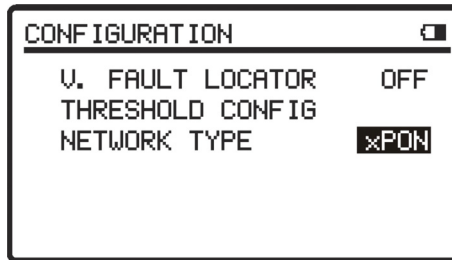 CONFIGURATION
V. FAULT LOCATOR OFF
THRESHOLD CONFIG
NETWORK TYPE xPON